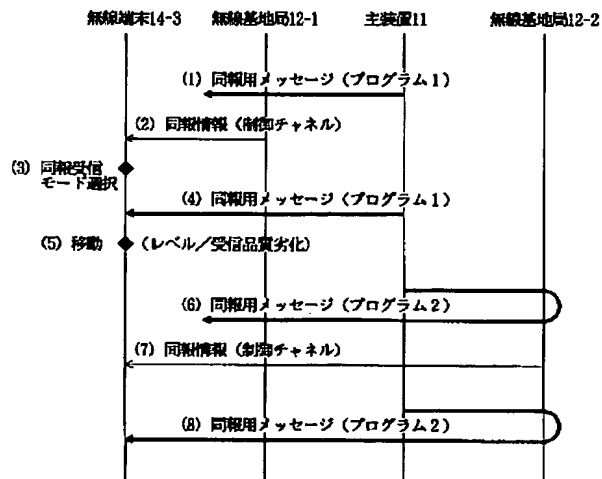 無線端末14-3 無線基地局12-1 主装置11 無線基地局12-2
(1) 同報用メッセージ（プログラム1）
(2) 同報情報（制御チャネル）
(3) 同報受信
モード選択
(4) 同報用メッセージ（プログラム1）
(5) 移動 （レベル／受信品質劣化）
(6) 同報用メッセージ（プログラム2）
(7) 同報情報（制御チャネル）
(8) 同報用メッセージ（プログラム2）